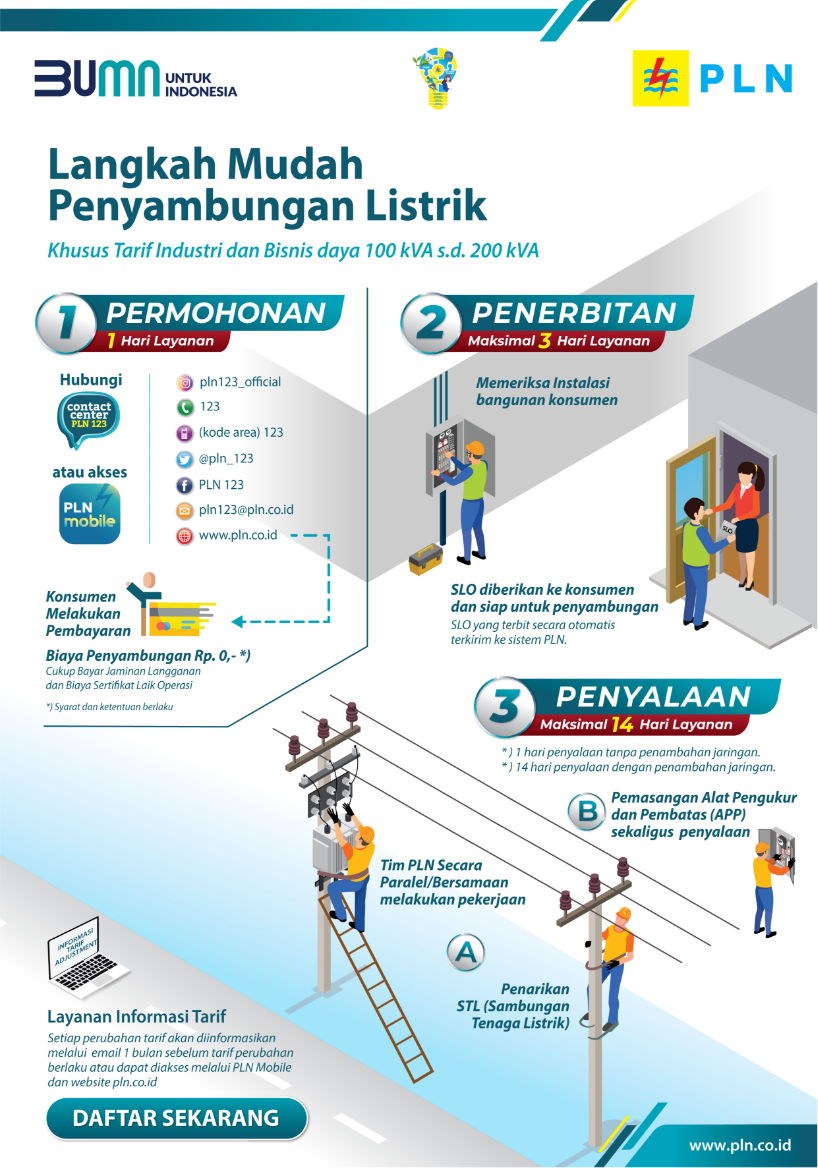 BUMN UNTUK
INDONESIA
PLN
Langkah Mudah
Penyambungan Listrik
Khusus Tarif Industri dan Bisnis daya 100 kVA s.d. 200 kVA
1 PERMOHONAN
1 Hari Layanan
Hubungi
contact
center
PLN 123
atau akses
PLN
mobile
pln123_official
123
(kode area) 123
@pln_123
PLN 123
pln123@pln.co.id
www.pln.co.id
Konsumen
Melakukan
Pembayaran
Biaya Penyambungan Rp. 0,- *)
Cukup Bayar Jaminan Langganan
dan Biaya Sertifikat Laik Operasi
*) Syarat dan ketentuan berlaku
2 PENERBITAN
Maksimal 3 Hari Layanan
Memeriksa Instalasi
bangunan konsumen
SLO
SLO diberikan ke konsumen
dan siap untuk penyambungan
SLO yang terbit secara otomatis
terkirim ke sistem PLN.
3 PENYALAAN
Maksimal 14 Hari Layanan
* ) 1 hari penyalaan tanpa penambahan jaringan.
* ) 14 hari penyalaan dengan penambahan jaringan.
B Pemasangan Alat Pengukur
dan Pembatas (APP)
sekaligus penyalaan
Tim PLN Secara
Paralel/Bersamaan
melakukan pekerjaan
A
Penarikan
STL (Sambungan
Tenaga Listrik)
INFORMASI
TARIF
ADJUSTMENT
Layanan Informasi Tarif
Setiap perubahan tarif akan diinformasikan
melalui email 1 bulan sebelum tarif perubahan
berlaku atau dapat diakses melalui PLN Mobile
dan website pln.co.id
DAFTAR SEKARANG
www.pln.co.id